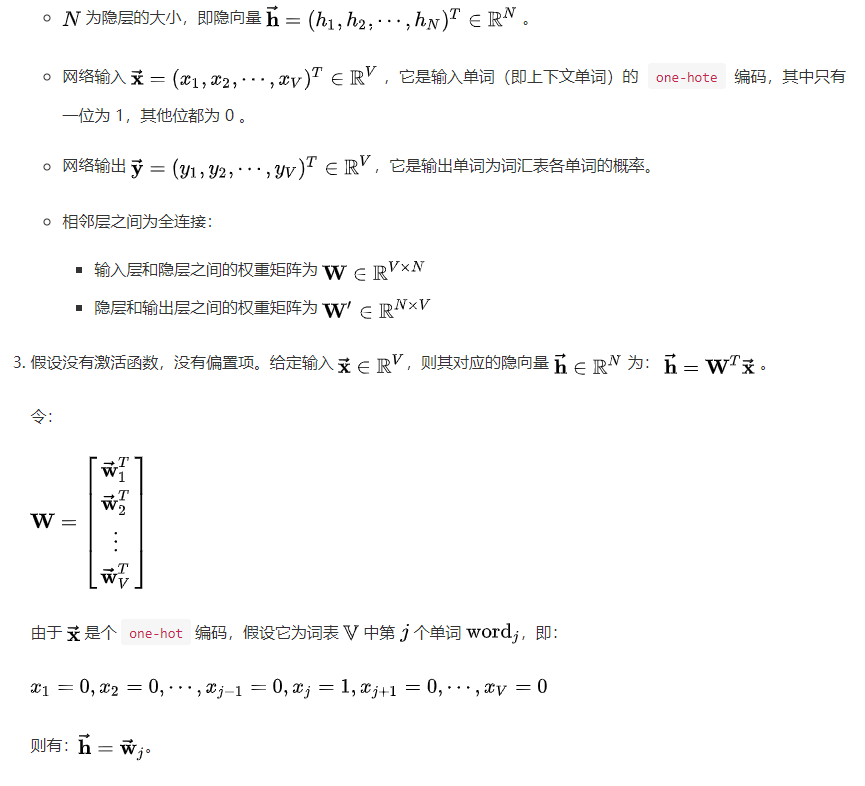 ○ N 为隐层的大小，即隐向量 $\vec{\mathbf{h}} = (h_1, h_2, \cdots, h_N)^T \in \mathbb{R}^N$ 。
○ 网络输入 $\vec{\mathbf{x}} = (x_1, x_2, \cdots, x_V)^T \in \mathbb{R}^V$ ，它是输入单词（即上下文单词）的 one-hote 编码，其中只有
一位为 1，其他位都为 0 。
○ 网络输出 $\vec{\mathbf{y}} = (y_1, y_2, \cdots, y_V)^T \in \mathbb{R}^V$，它是输出单词为词汇表各单词的概率。
○ 相邻层之间为全连接：
■ 输入层和隐层之间的权重矩阵为 $\mathbf{W} \in \mathbb{R}^{V \times N}$
■ 隐层和输出层之间的权重矩阵为 $\mathbf{W}' \in \mathbb{R}^{N \times V}$
3. 假设没有激活函数，没有偏置项。给定输入 $\vec{\mathbf{x}} \in \mathbb{R}^V$，则其对应的隐向量 $\vec{\mathbf{h}} \in \mathbb{R}^N$ 为： $\vec{\mathbf{h}} = \mathbf{W}^T \vec{\mathbf{x}}$ 。
令：
$\mathbf{W} = \begin{bmatrix} \vec{\mathbf{w}}_1^T \\ \vec{\mathbf{w}}_2^T \\ \vdots \\ \vec{\mathbf{w}}_V^T \end{bmatrix}$
由于 $\vec{\mathbf{x}}$ 是个 one-hot 编码，假设它为词表 $\mathbb{V}$ 中第 $j$ 个单词 $\text{word}_j$，即：
$x_1 = 0, x_2 = 0, \cdots, x_{j-1} = 0, x_j = 1, x_{j+1} = 0, \cdots, x_V = 0$
则有：$\vec{\mathbf{h}} = \vec{\mathbf{w}}_j$。